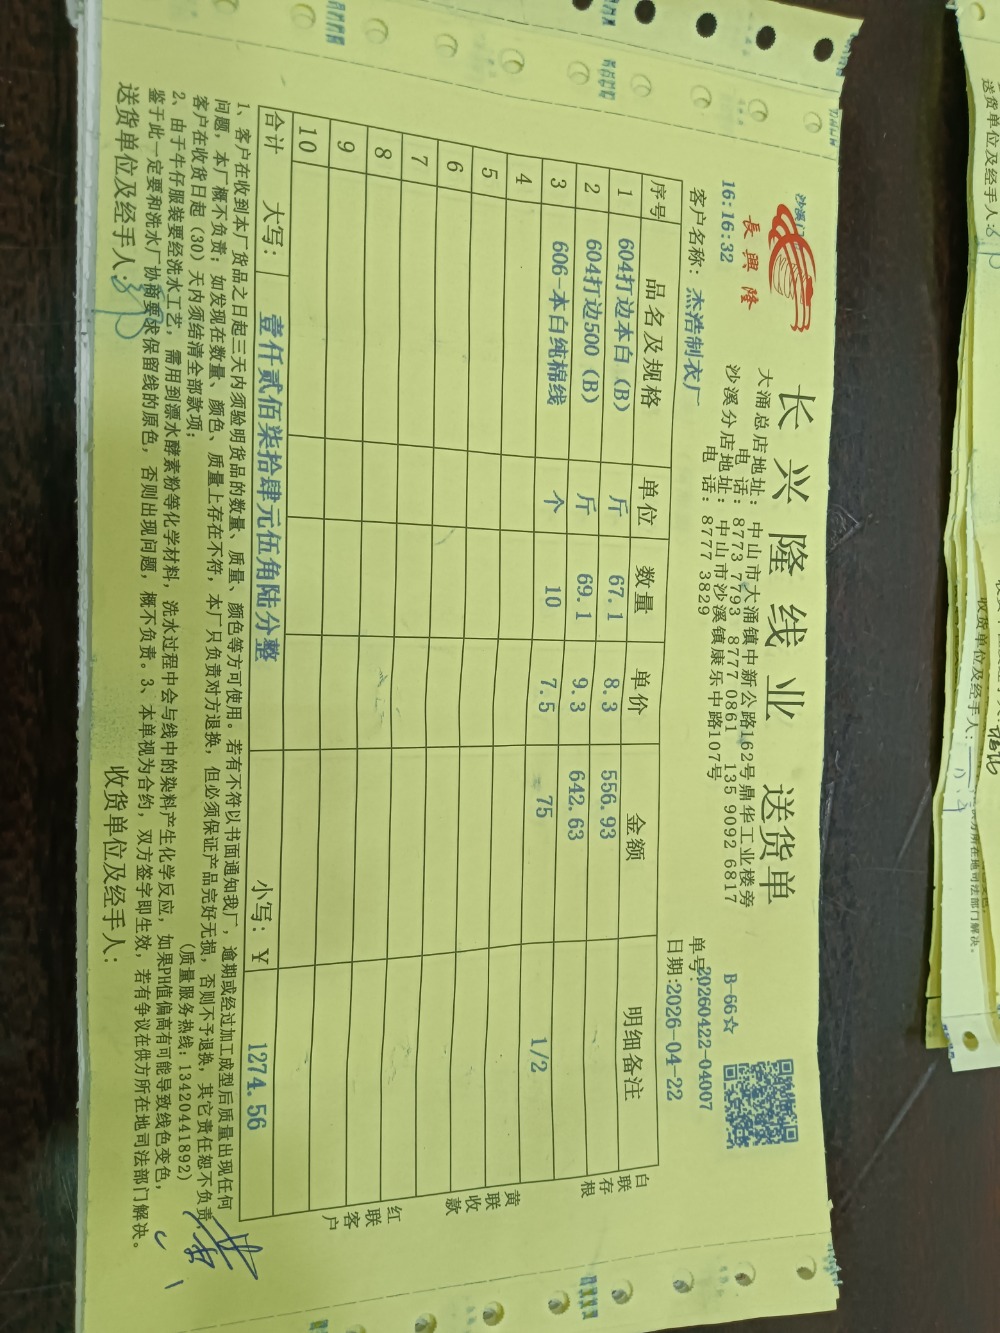 長興隆
16:16:32
长兴隆线业 送货单
大涌总店地址: 中山市大涌镇中新公路162号鼎华工业楼旁
电 话: 8773 7793 8777 0861 135 9092 6817
沙溪分店地址: 中山市沙溪镇康乐中路107号
电 话: 8777 3829
B-66☆
单号:20260422-04007
客户名称: 杰浩制衣厂
日期:2026-04-22
序号 品名及规格 单位 数量 单价 金额 明细备注
1 604打边本白(B) 斤 67.1 8.3 556.93
2 604打边500(B) 斤 69.1 9.3 642.63
3 606-本白纯棉线 个 10 7.5 75 1/2
4
5
6
7
8
9
10
合计 大写: 壹仟贰佰柒拾肆元伍角陆分整 小写: ¥ 1274.56
白联存根
黄联收款
红联客户
1、客户在收到本厂货品之日起三天内须验明货品的数量、质量、颜色等方可使用。若有不符以书面通知我厂,逾期或经过加工成型后质量出现任何
问题,本厂概不负责;如发现在数量、颜色、质量上存在不符,本厂只负责对方退换,但必须保证产品完好无损,否则不予退换,其它责任恕不负责
客户在收货日起(30)天内须结清全部款项; (质量服务热线:13420441892)
2、由于牛仔服装要经洗水工艺,需用到漂水酵素粉等化学材料,洗水过程中会与线中的染料产生化学反应,如果PH值偏高有可能导致线色变色,
鉴于此一定要和洗水厂协商要求保留线的原色,否则出现问题,概不负责。3、本单视为合约,双方签字即生效,若有争议在供方所在地司法部门解决。
送货单位及经手人: 收货单位及经手人:
送货单位及经手人:
收货单位及经手人: